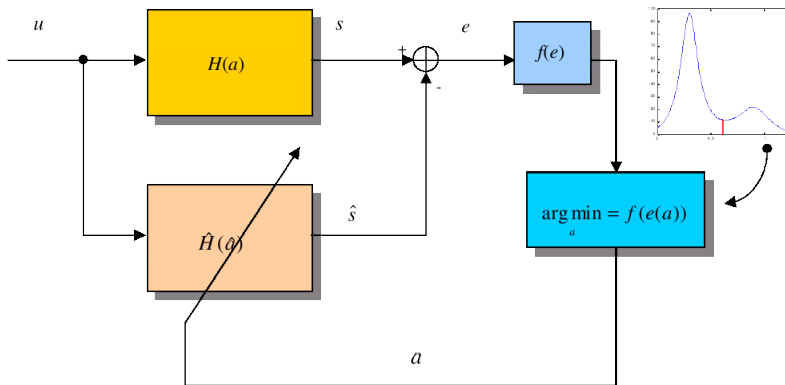 u
H(a)
s
+
-
e
f(e)
Ĥ(â)
ŝ
arg min = f(e(a))
a
a